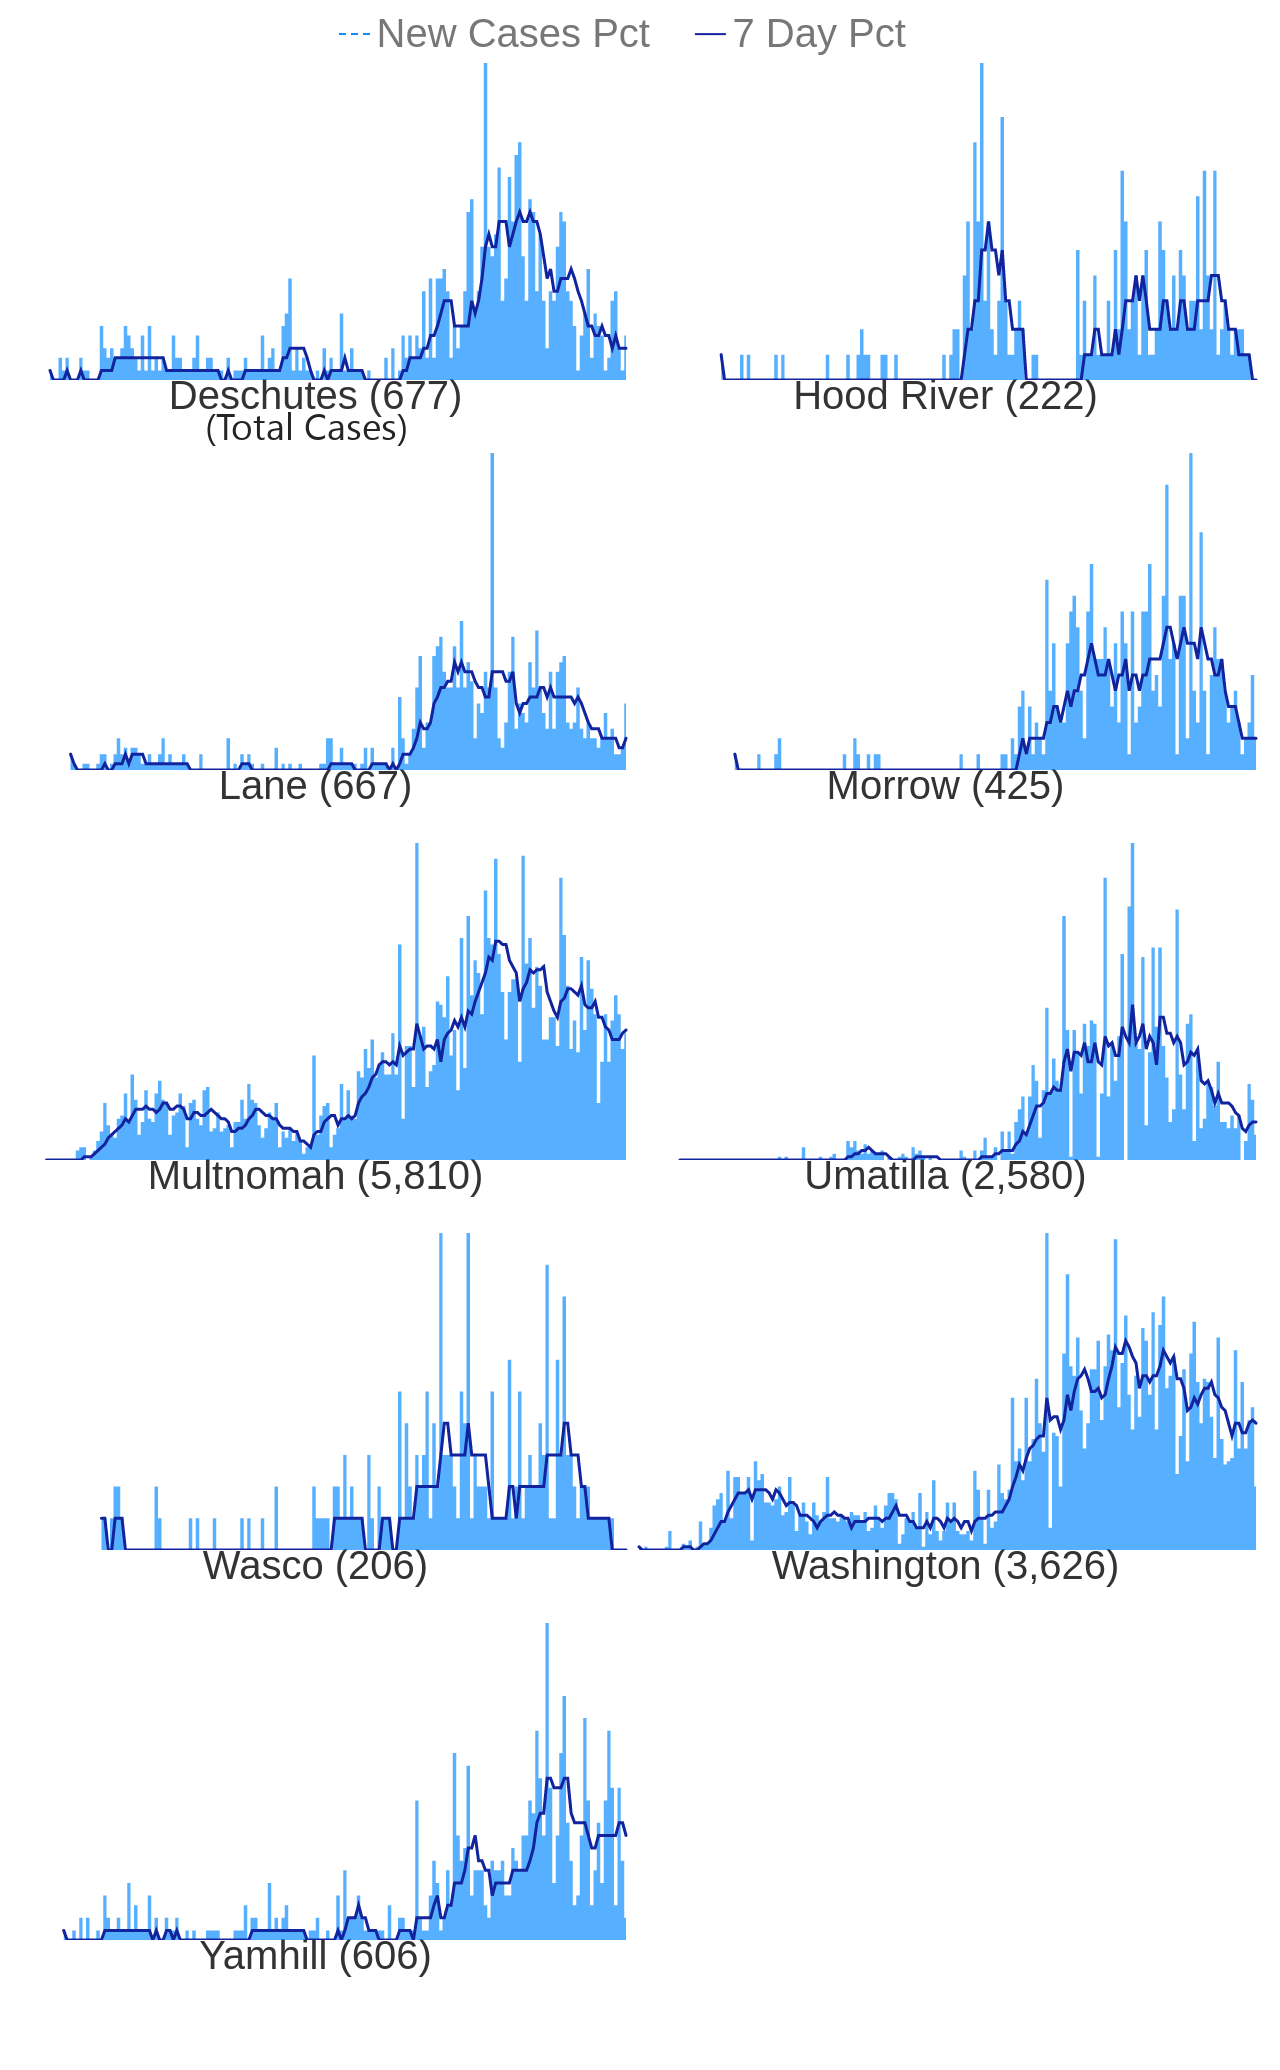 New Cases Pct 7 Day Pct
Deschutes (677) Hood River (222)
(Total Cases)
Lane (667) Morrow (425)
Multnomah (5,810) Umatilla (2,580)
Wasco (206) Washington (3,626)
Yamhill (606)